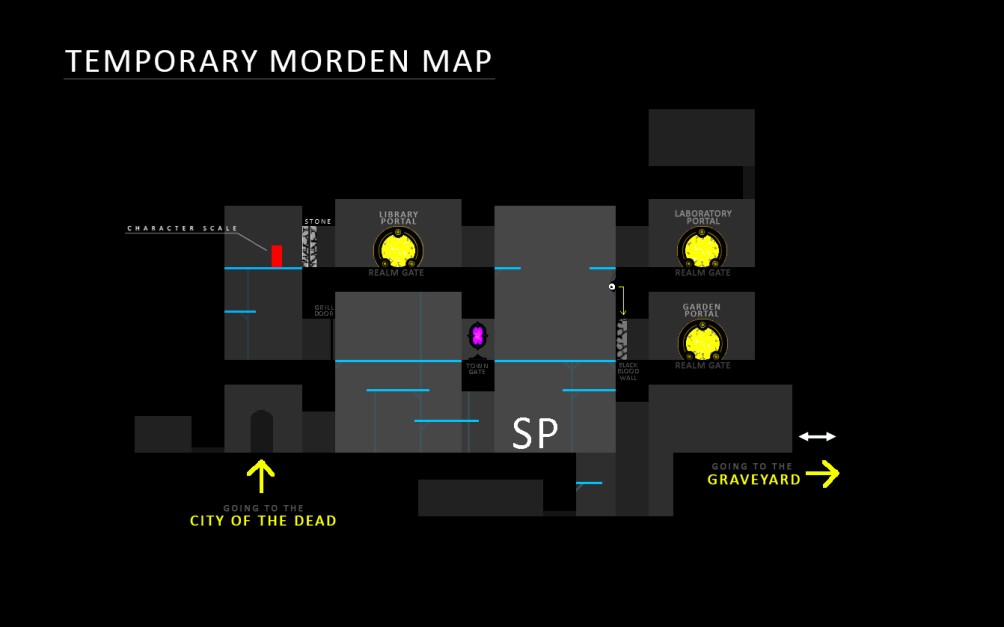 TEMPORARY MORDEN MAP
CHARACTER SCALE
STONE
LIBRARY
PORTAL
REALM GATE
LABORATORY
PORTAL
REALM GATE
GRILL
DOOR
GARDEN
PORTAL
REALM GATE
TOWN
GATE
BLACK
BLOOD
WALL
SP
GOING TO THE
CITY OF THE DEAD
GOING TO THE
GRAVEYARD